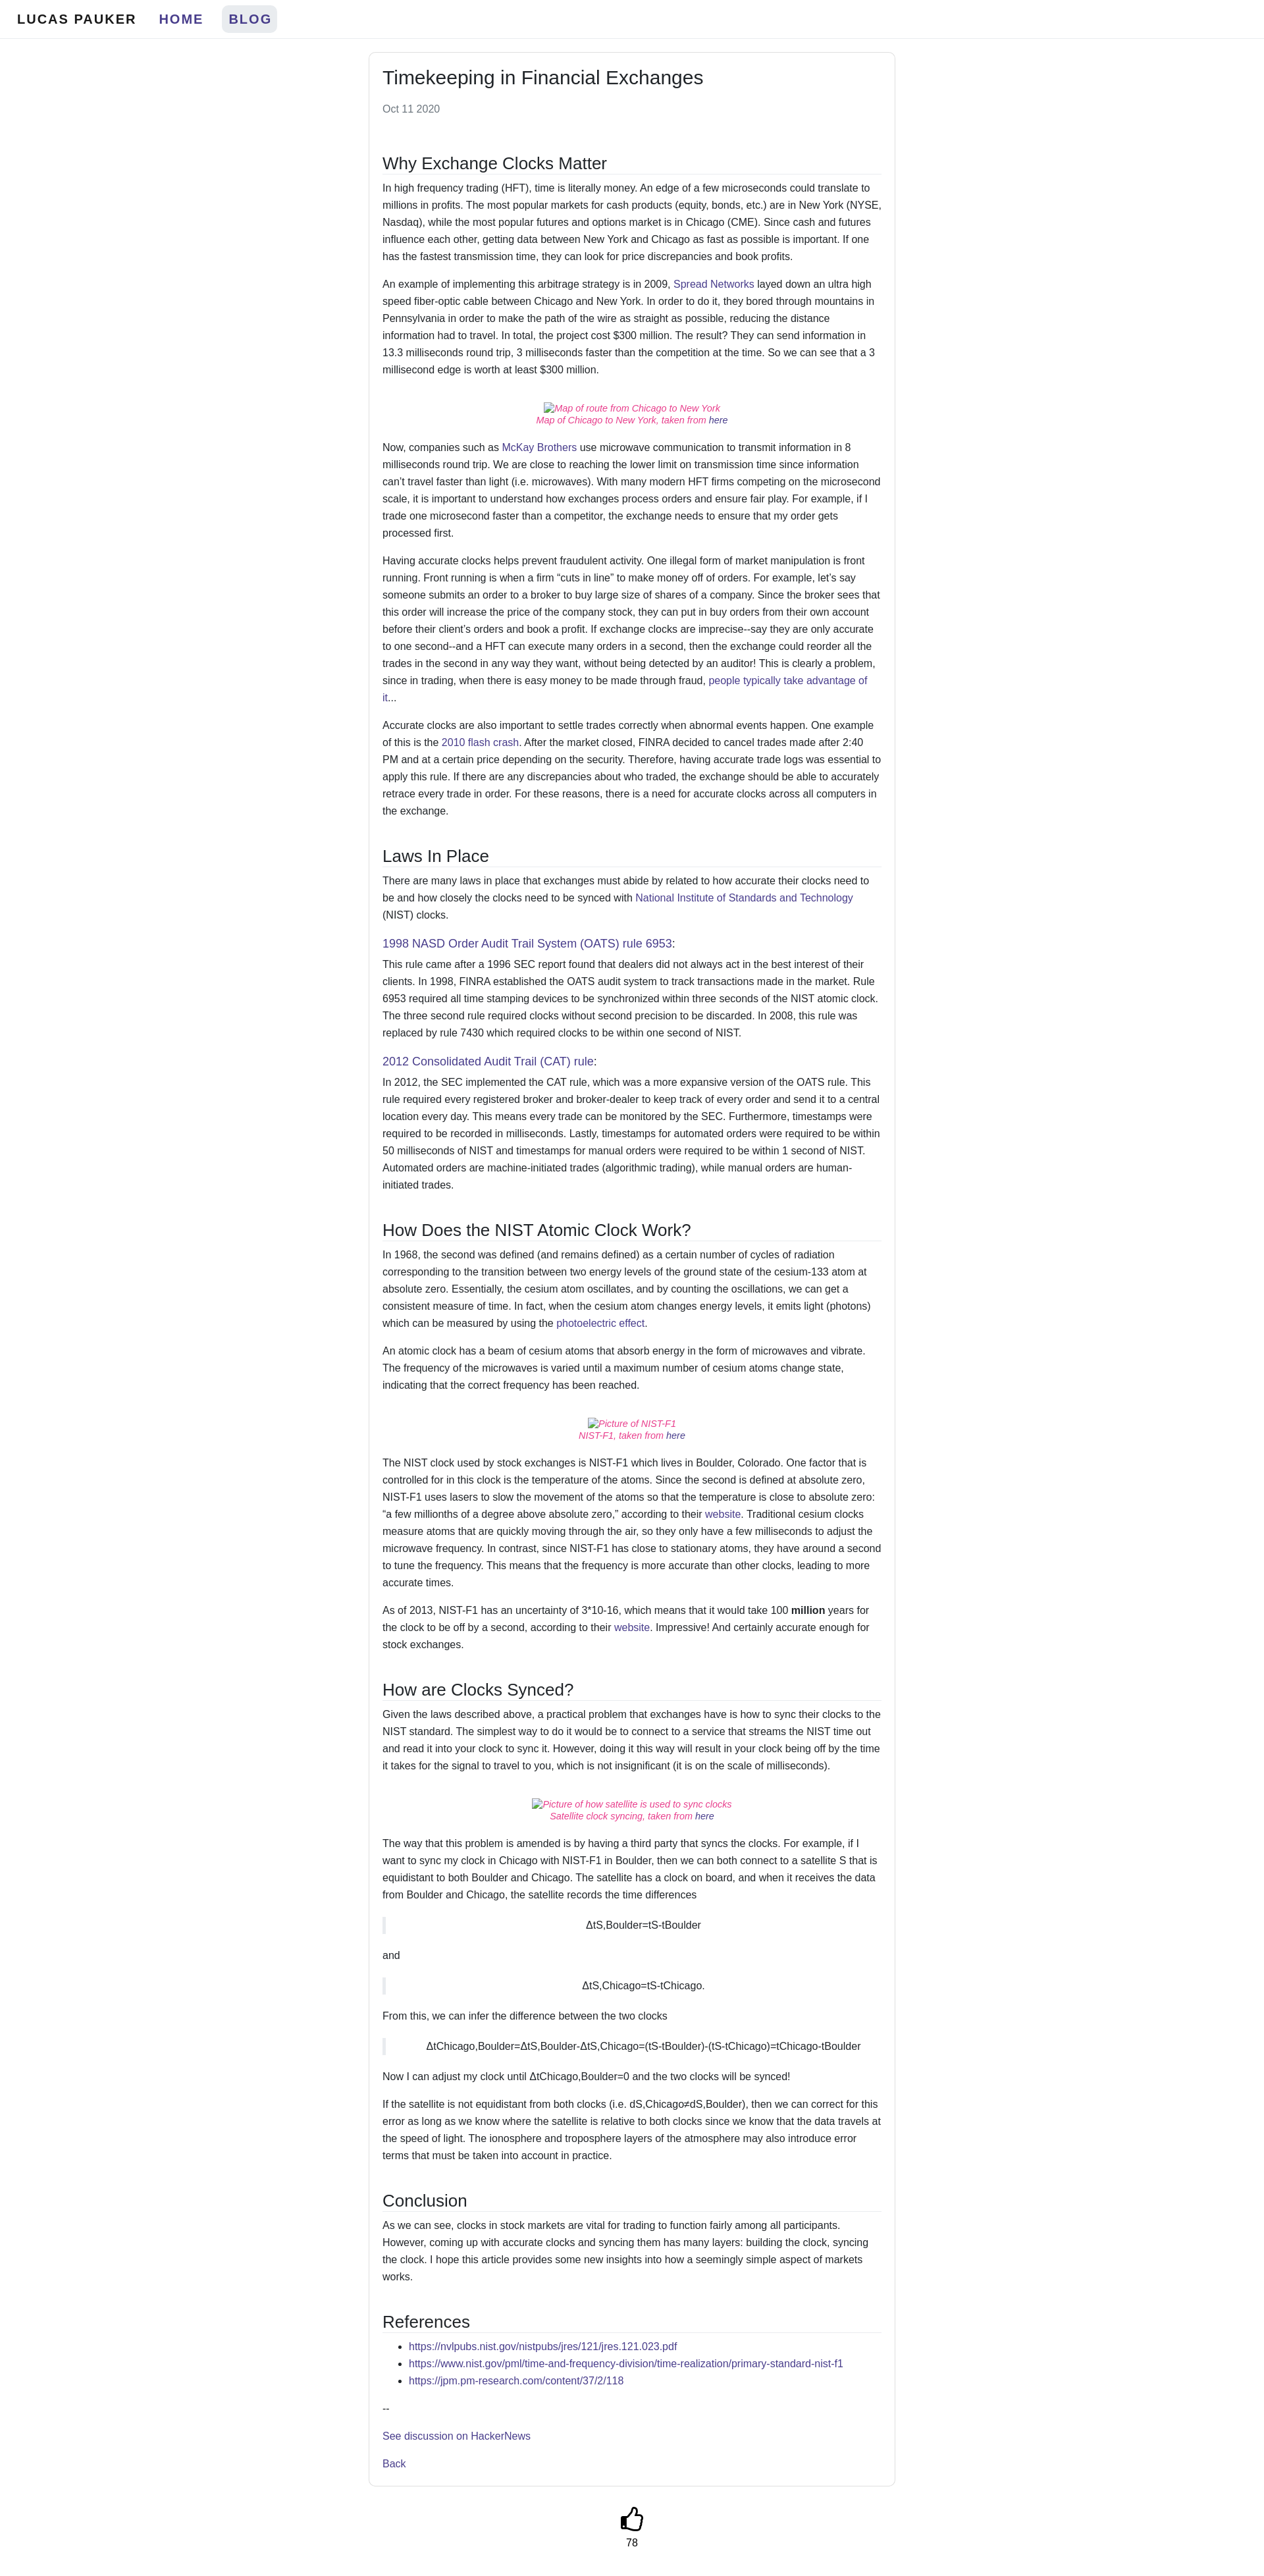 LUCAS PAUKER HOME BLOG
Timekeeping in Financial Exchanges
Oct 11 2020
Why Exchange Clocks Matter
In high frequency trading (HFT), time is literally money. An edge of a few microseconds could translate to
millions in profits. The most popular markets for cash products (equity, bonds, etc.) are in New York (NYSE,
Nasdaq), while the most popular futures and options market is in Chicago (CME). Since cash and futures
influence each other, getting data between New York and Chicago as fast as possible is important. If one
has the fastest transmission time, they can look for price discrepancies and book profits.
An example of implementing this arbitrage strategy is in 2009, Spread Networks layed down an ultra high
speed fiber-optic cable between Chicago and New York. In order to do it, they bored through mountains in
Pennsylvania in order to make the path of the wire as straight as possible, reducing the distance
information had to travel. In total, the project cost $300 million. The result? They can send information in
13.3 milliseconds round trip, 3 milliseconds faster than the competition at the time. So we can see that a 3
millisecond edge is worth at least $300 million.
Map of route from Chicago to New York
Map of Chicago to New York, taken from here
Now, companies such as McKay Brothers use microwave communication to transmit information in 8
milliseconds round trip. We are close to reaching the lower limit on transmission time since information
can't travel faster than light (i.e. microwaves). With many modern HFT firms competing on the microsecond
scale, it is important to understand how exchanges process orders and ensure fair play. For example, if I
trade one microsecond faster than a competitor, the exchange needs to ensure that my order gets
processed first.
Having accurate clocks helps prevent fraudulent activity. One illegal form of market manipulation is front
running. Front running is when a firm “cuts in line” to make money off of orders. For example, let’s say
someone submits an order to a broker to buy large size of shares of a company. Since the broker sees that
this order will increase the price of the company stock, they can put in buy orders from their own account
before their client’s orders and book a profit. If exchange clocks are imprecise--say they are only accurate
to one second--and a HFT can execute many orders in a second, then the exchange could reorder all the
trades in the second in any way they want, without being detected by an auditor! This is clearly a problem,
since in trading, when there is easy money to be made through fraud, people typically take advantage of
it...
Accurate clocks are also important to settle trades correctly when abnormal events happen. One example
of this is the 2010 flash crash. After the market closed, FINRA decided to cancel trades made after 2:40
PM and at a certain price depending on the security. Therefore, having accurate trade logs was essential to
apply this rule. If there are any discrepancies about who traded, the exchange should be able to accurately
retrace every trade in order. For these reasons, there is a need for accurate clocks across all computers in
the exchange.
Laws In Place
There are many laws in place that exchanges must abide by related to how accurate their clocks need to
be and how closely the clocks need to be synced with National Institute of Standards and Technology
(NIST) clocks.
1998 NASD Order Audit Trail System (OATS) rule 6953:
This rule came after a 1996 SEC report found that dealers did not always act in the best interest of their
clients. In 1998, FINRA established the OATS audit system to track transactions made in the market. Rule
6953 required all time stamping devices to be synchronized within three seconds of the NIST atomic clock.
The three second rule required clocks without second precision to be discarded. In 2008, this rule was
replaced by rule 7430 which required clocks to be within one second of NIST.
2012 Consolidated Audit Trail (CAT) rule:
In 2012, the SEC implemented the CAT rule, which was a more expansive version of the OATS rule. This
rule required every registered broker and broker-dealer to keep track of every order and send it to a central
location every day. This means every trade can be monitored by the SEC. Furthermore, timestamps were
required to be recorded in milliseconds. Lastly, timestamps for automated orders were required to be within
50 milliseconds of NIST and timestamps for manual orders were required to be within 1 second of NIST.
Automated orders are machine-initiated trades (algorithmic trading), while manual orders are human-
initiated trades.
How Does the NIST Atomic Clock Work?
In 1968, the second was defined (and remains defined) as a certain number of cycles of radiation
corresponding to the transition between two energy levels of the ground state of the cesium-133 atom at
absolute zero. Essentially, the cesium atom oscillates, and by counting the oscillations, we can get a
consistent measure of time. In fact, when the cesium atom changes energy levels, it emits light (photons)
which can be measured by using the photoelectric effect.
An atomic clock has a beam of cesium atoms that absorb energy in the form of microwaves and vibrate.
The frequency of the microwaves is varied until a maximum number of cesium atoms change state,
indicating that the correct frequency has been reached.
Picture of NIST-F1
NIST-F1, taken from here
The NIST clock used by stock exchanges is NIST-F1 which lives in Boulder, Colorado. One factor that is
controlled for in this clock is the temperature of the atoms. Since the second is defined at absolute zero,
NIST-F1 uses lasers to slow the movement of the atoms so that the temperature is close to absolute zero:
“a few millionths of a degree above absolute zero,” according to their website. Traditional cesium clocks
measure atoms that are quickly moving through the air, so they only have a few milliseconds to adjust the
microwave frequency. In contrast, since NIST-F1 has close to stationary atoms, they have around a second
to tune the frequency. This means that the frequency is more accurate than other clocks, leading to more
accurate times.
As of 2013, NIST-F1 has an uncertainty of 3*10-16, which means that it would take 100 million years for
the clock to be off by a second, according to their website. Impressive! And certainly accurate enough for
stock exchanges.
How are Clocks Synced?
Given the laws described above, a practical problem that exchanges have is how to sync their clocks to the
NIST standard. The simplest way to do it would be to connect to a service that streams the NIST time out
and read it into your clock to sync it. However, doing it this way will result in your clock being off by the time
it takes for the signal to travel to you, which is not insignificant (it is on the scale of milliseconds).
Picture of how satellite is used to sync clocks
Satellite clock syncing, taken from here
The way that this problem is amended is by having a third party that syncs the clocks. For example, if I
want to sync my clock in Chicago with NIST-F1 in Boulder, then we can both connect to a satellite S that is
equidistant to both Boulder and Chicago. The satellite has a clock on board, and when it receives the data
from Boulder and Chicago, the satellite records the time differences
ΔtS,Boulder=tS-tBoulder
and
ΔtS,Chicago=tS-tChicago.
From this, we can infer the difference between the two clocks
ΔtChicago,Boulder=ΔtS,Boulder-ΔtS,Chicago=(tS-tBoulder)-(tS-tChicago)=tChicago-tBoulder
Now I can adjust my clock until ΔtChicago,Boulder=0 and the two clocks will be synced!
If the satellite is not equidistant from both clocks (i.e. dS,Chicago≠dS,Boulder), then we can correct for this
error as long as we know where the satellite is relative to both clocks since we know that the data travels at
the speed of light. The ionosphere and troposphere layers of the atmosphere may also introduce error
terms that must be taken into account in practice.
Conclusion
As we can see, clocks in stock markets are vital for trading to function fairly among all participants.
However, coming up with accurate clocks and syncing them has many layers: building the clock, syncing
the clock. I hope this article provides some new insights into how a seemingly simple aspect of markets
works.
References
• https://nvlpubs.nist.gov/nistpubs/jres/121/jres.121.023.pdf
• https://www.nist.gov/pml/time-and-frequency-division/time-realization/primary-standard-nist-f1
• https://jpm.pm-research.com/content/37/2/118
--
See discussion on HackerNews
Back
78